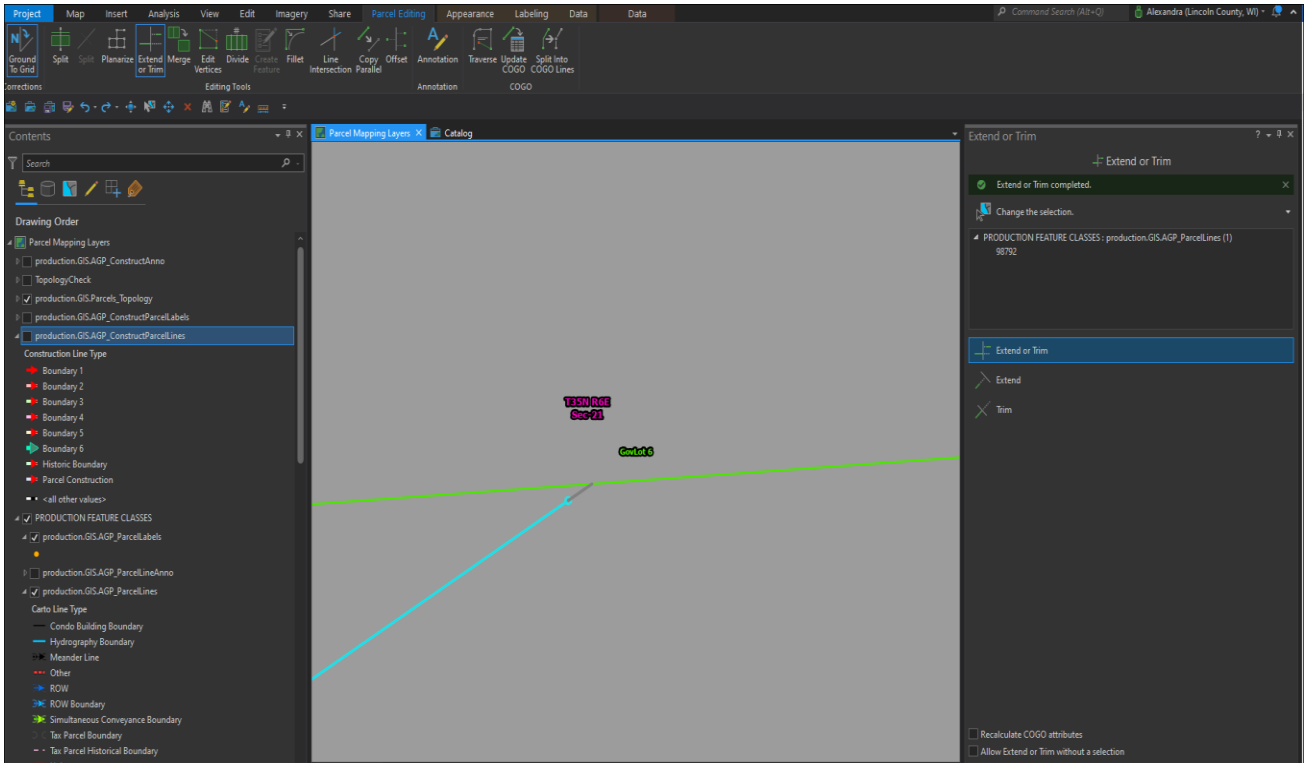 Project Map Insert Analysis View Edit Imagery Share Parcel Editing Appearance Labeling Data Data Command Search (Alt+Q) Alexandra (Lincoln County, WI)
Ground To Grid
Split
Split
Planarize
Extend or Trim
Merge
Edit Vertices
Divide
Create Feature
Fillet
Line Intersection
Copy Parallel
Offset
Annotation
Traverse
Update COGO
Split Into COGO Lines
Corrections Editing Tools Annotation COGO
Contents
Search
Drawing Order
Parcel Mapping Layers
production.GIS.AGP_ConstructAnno
TopologyCheck
production.GIS.Parcels_Topology
production.GIS.AGP_ConstructParcelLabels
production.GIS.AGP_ConstructParcelLines
Construction Line Type
Boundary 1
Boundary 2
Boundary 3
Boundary 4
Boundary 5
Boundary 6
Historic Boundary
Parcel Construction
<all other values>
PRODUCTION FEATURE CLASSES
production.GIS.AGP_ParcelLabels
production.GIS.AGP_ParcelLineAnno
production.GIS.AGP_ParcelLines
Carto Line Type
Condo Building Boundary
Hydrography Boundary
Meander Line
Other
ROW
ROW Boundary
Simultaneous Conveyance Boundary
Tax Parcel Boundary
Tax Parcel Historical Boundary
Parcel Mapping Layers Catalog
T35N R6E
Sec-21
GovLot 6
Extend or Trim
Extend or Trim
Extend or Trim completed.
Change the selection.
PRODUCTION FEATURE CLASSES : production.GIS.AGP_ParcelLines (1)
98792
Extend or Trim
Extend
Trim
Recalculate COGO attributes
Allow Extend or Trim without a selection